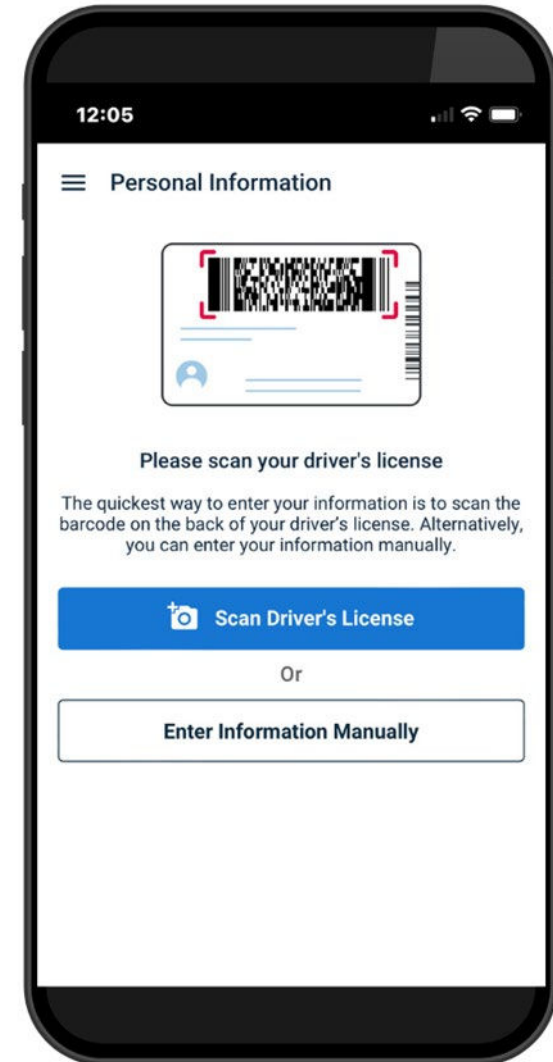 12:05
Personal Information
Please scan your driver's license
The quickest way to enter your information is to scan the
barcode on the back of your driver's license. Alternatively,
you can enter your information manually.
Scan Driver's License
Or
Enter Information Manually